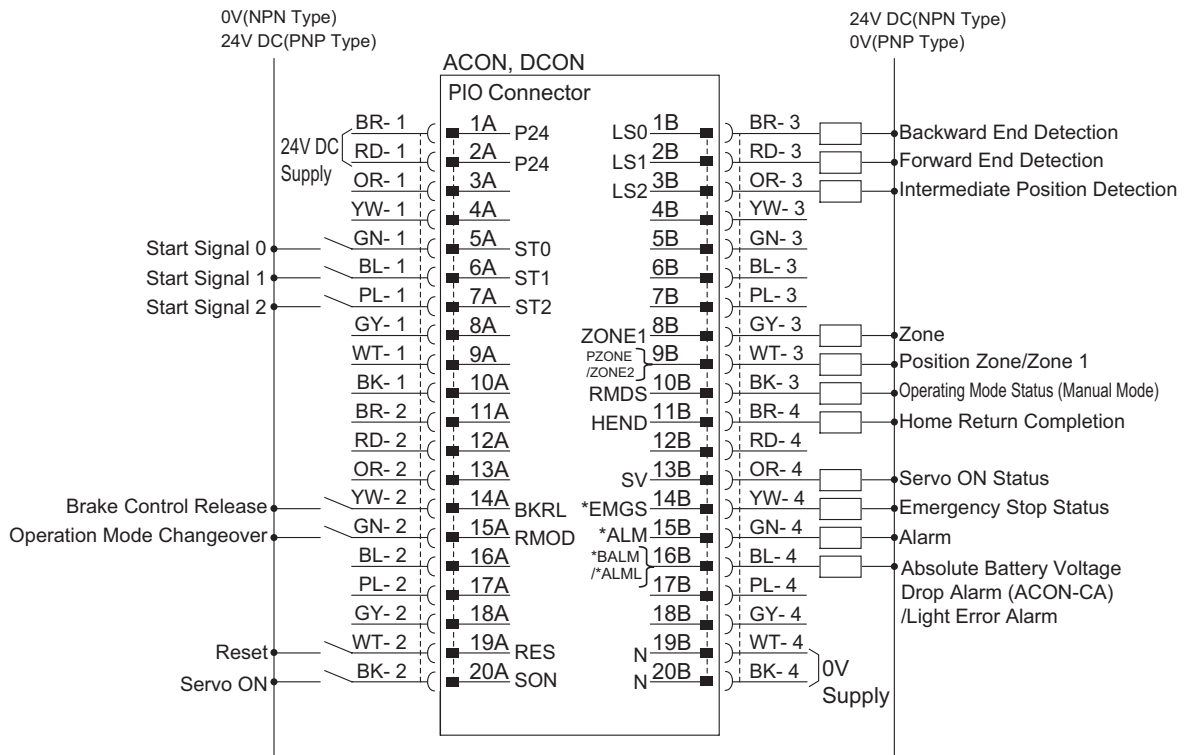 0V(NPN Type)
24V DC(PNP Type)
24V DC(NPN Type)
0V(PNP Type)
ACON, DCON
PIO Connector
24V DC
Supply
BR- 1 1A P24 LS0 1B BR- 3 Backward End Detection
RD- 1 2A P24 LS1 2B RD- 3 Forward End Detection
OR- 1 3A LS2 3B OR- 3 Intermediate Position Detection
YW- 1 4A 4B YW- 3
Start Signal 0 GN- 1 5A ST0 5B GN- 3
Start Signal 1 BL- 1 6A ST1 6B BL- 3
Start Signal 2 PL- 1 7A ST2 7B PL- 3
GY- 1 8A ZONE1 8B GY- 3 Zone
WT- 1 9A PZONE
/ZONE2 9B WT- 3 Position Zone/Zone 1
BK- 1 10A RMDS 10B BK- 3 Operating Mode Status (Manual Mode)
BR- 2 11A HEND 11B BR- 4 Home Return Completion
RD- 2 12A 12B RD- 4
OR- 2 13A SV 13B OR- 4 Servo ON Status
Brake Control Release YW- 2 14A BKRL *EMGS 14B YW- 4 Emergency Stop Status
Operation Mode Changeover GN- 2 15A RMOD *ALM 15B GN- 4 Alarm
BL- 2 16A *BALM
/*ALML 16B BL- 4 Absolute Battery Voltage
Drop Alarm (ACON-CA)
/Light Error Alarm
PL- 2 17A 17B PL- 4
GY- 2 18A 18B GY- 4
Reset WT- 2 19A RES N 19B WT- 4
Servo ON BK- 2 20A SON N 20B BK- 4
0V
Supply